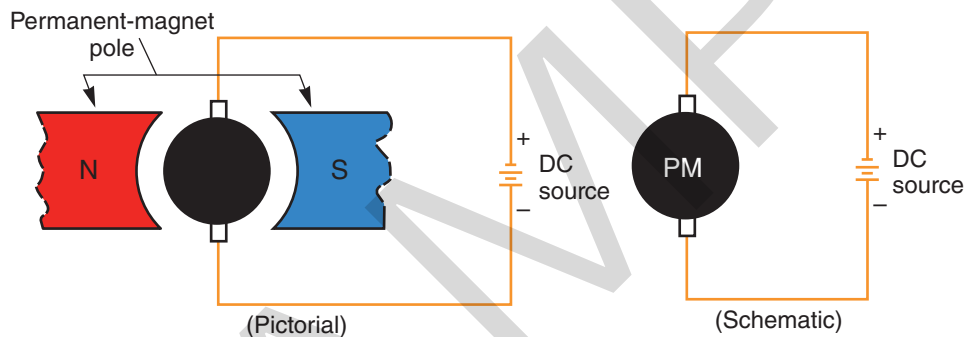 Permanent-magnet
pole
N
S
+
DC
source
–
(Pictorial)
PM
+
DC
source
–
(Schematic)